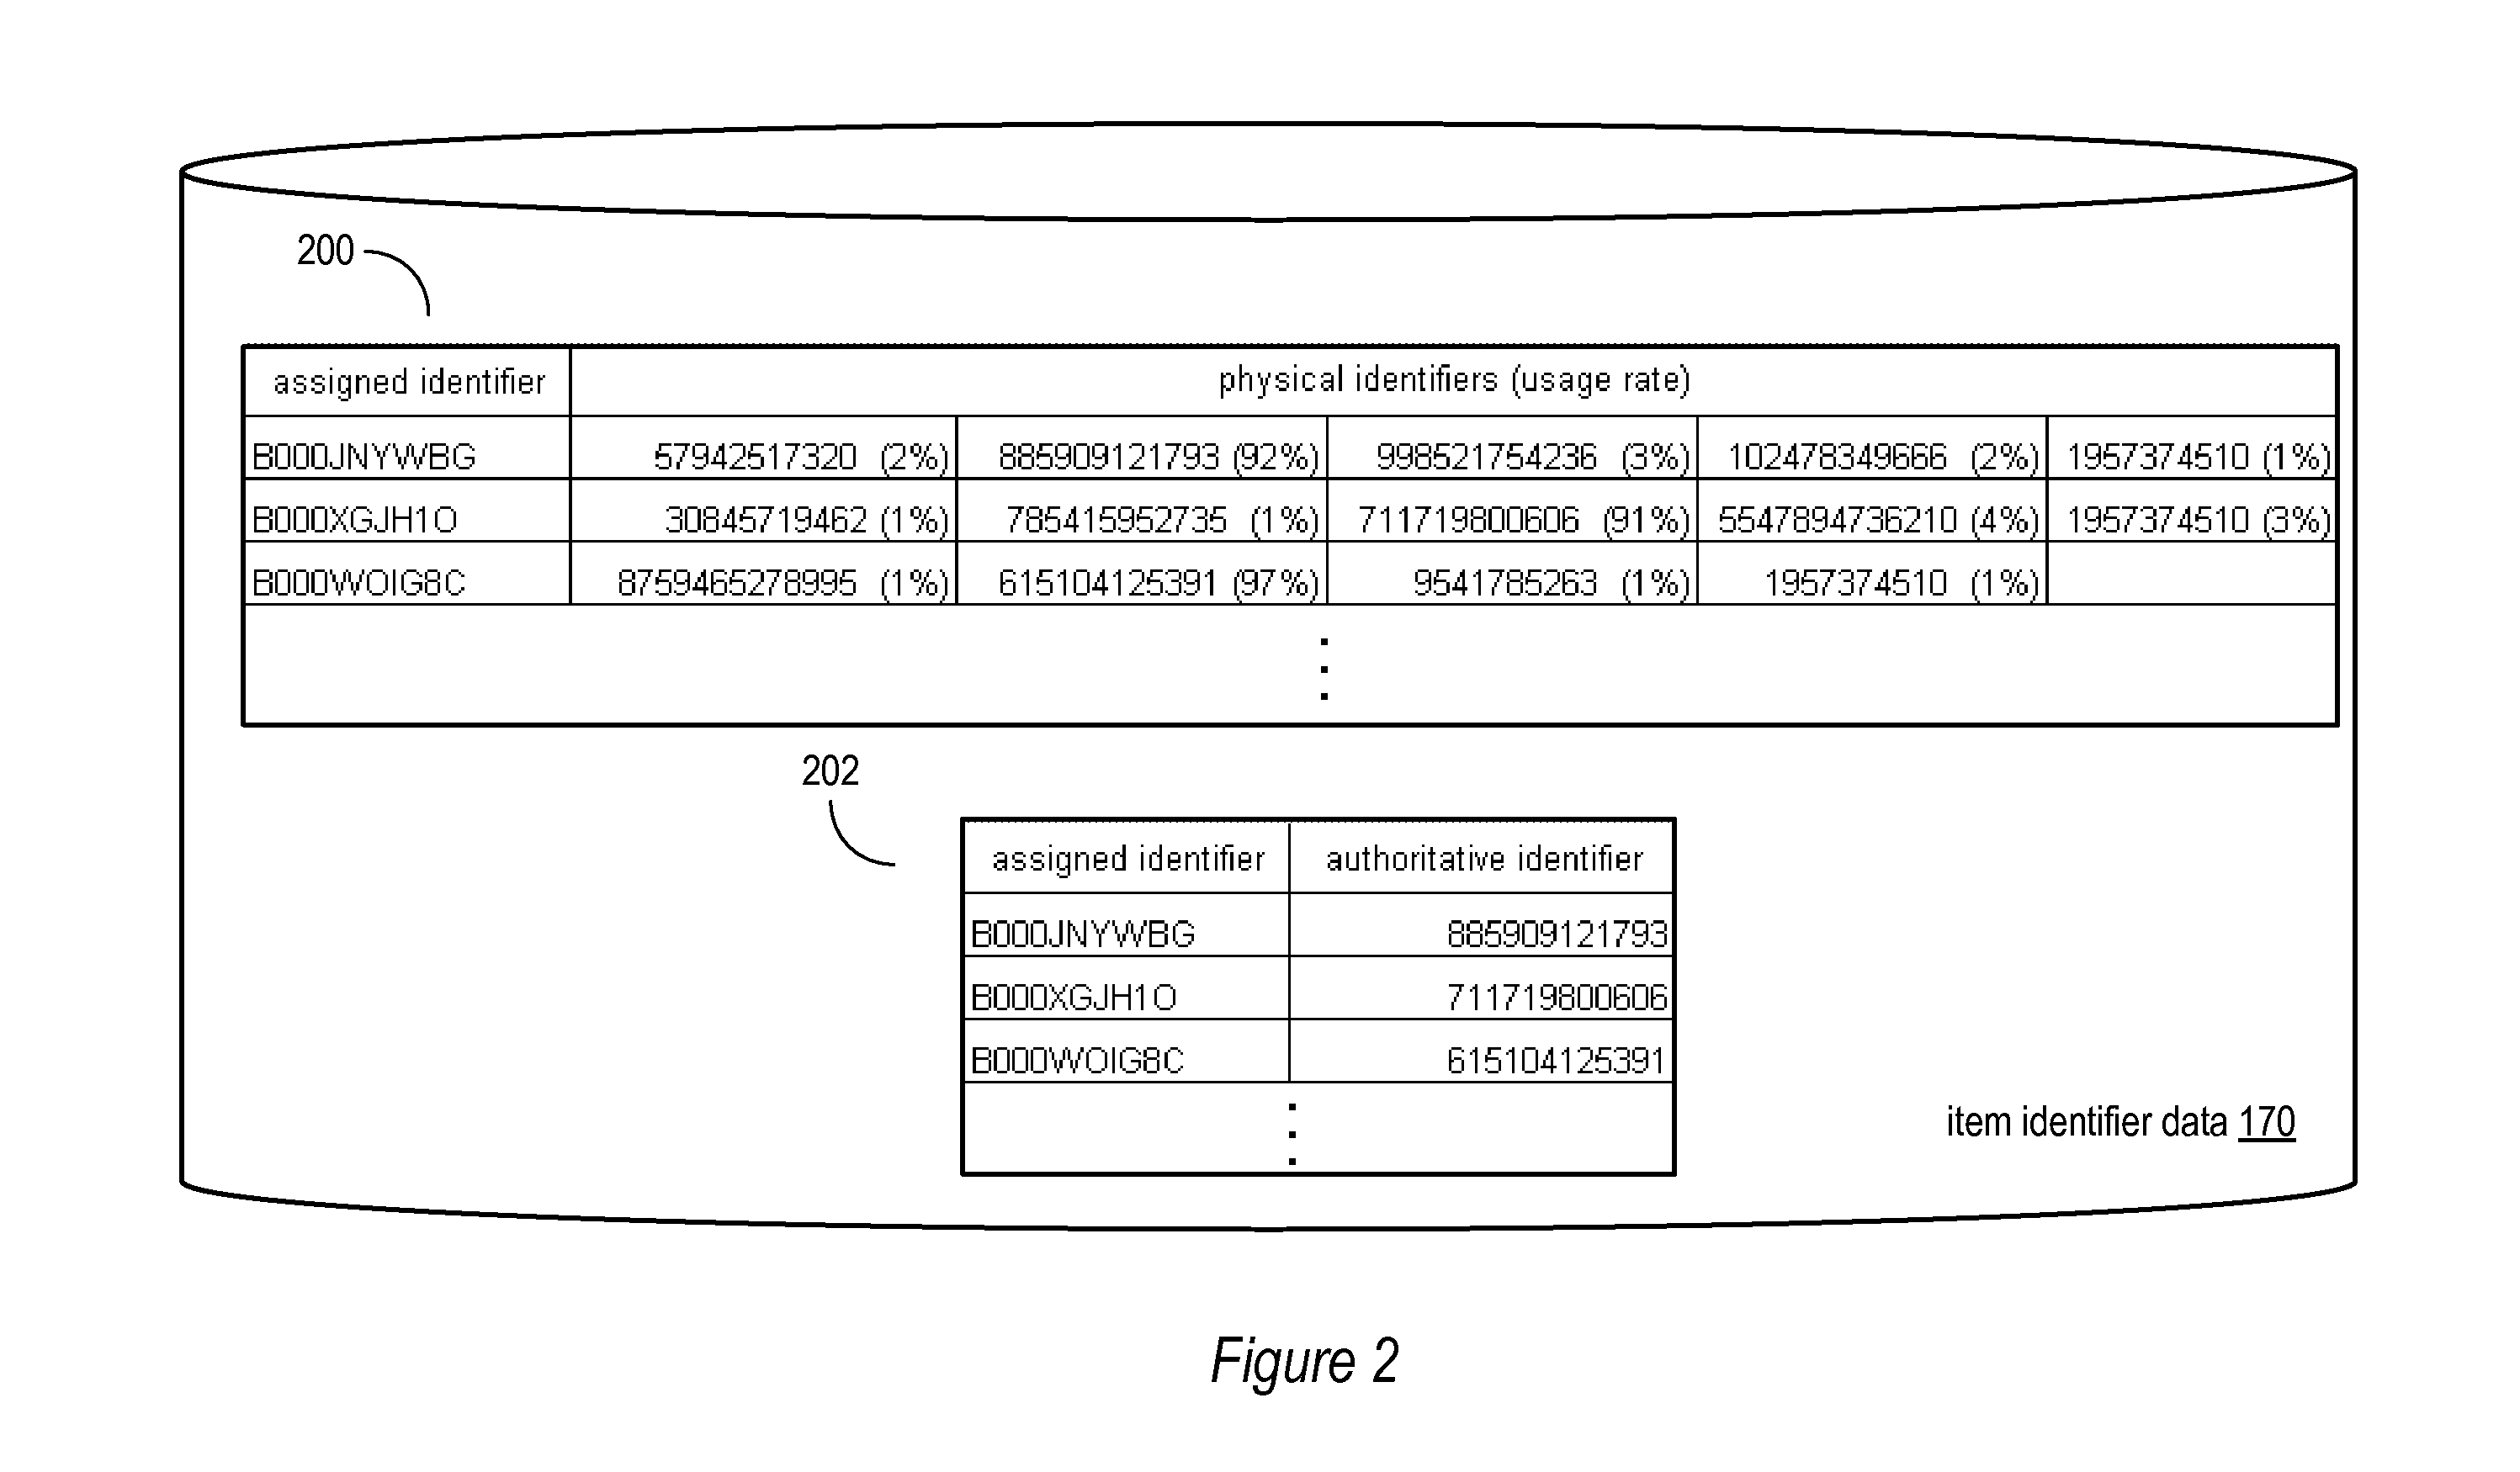 200
assigned identifier physical identifiers (usage rate)
B000JNYWBG 57942517320 (2%) 885909121793 (92%) 998521754236 (3%) 102478349666 (2%) 1957374510 (1%)
B000XGJH1O 30845719462 (1%) 785415952735 (1%) 711719800606 (91%) 5547894736210 (4%) 1957374510 (3%)
B000WOIG8C 8759465278995 (1%) 615104125391 (97%) 9541785263 (1%) 1957374510 (1%)
202
assigned identifier authoritative identifier
B000JNYWBG 885909121793
B000XGJH1O 711719800606
B000WOIG8C 615104125391
item identifier data 170
Figure 2